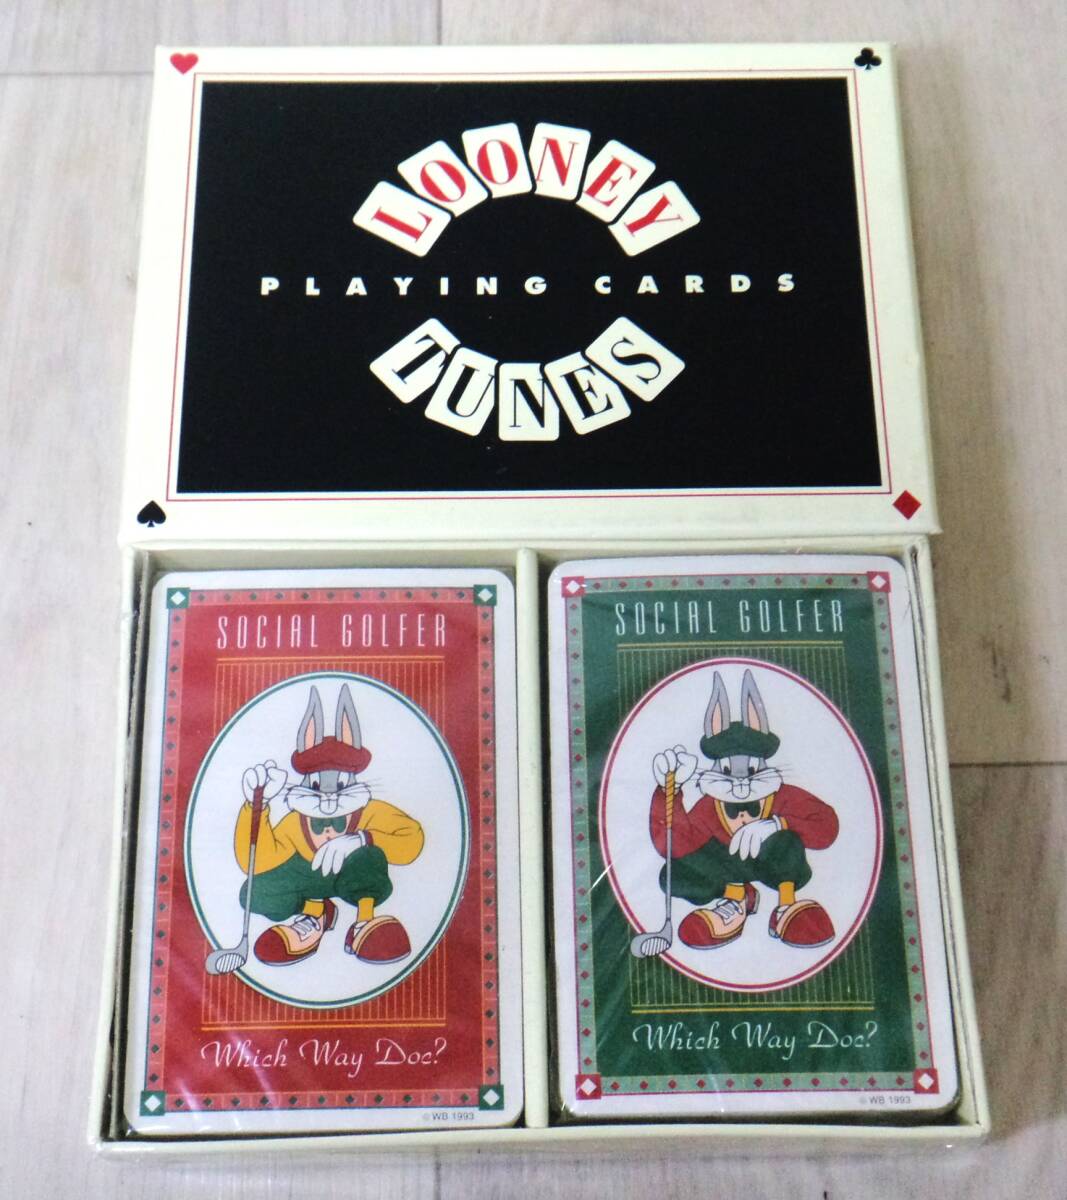 LOONEY
PLAYING CARDS
TUNES
SOCIAL GOLFER
Which Way Doc?
© WB 1993
SOCIAL GOLFER
Which Way Doc?
© WB 1993